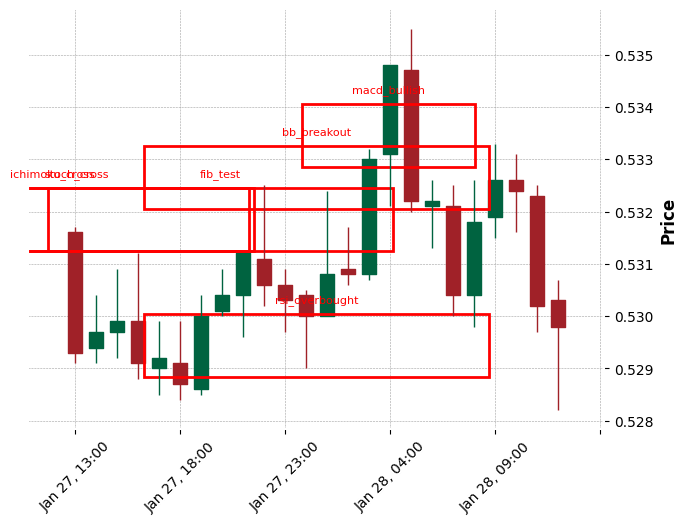 0.535
macd_bullish
0.534
bb_breakout
0.533
fib_test
0.532
Price
0.531
rsi_overbought
0.530
0.529
0.528
Jan 27, 13:00
Jan 27, 18:00
Jan 27, 23:00
Jan 28, 04:00
Jan 28, 09:00